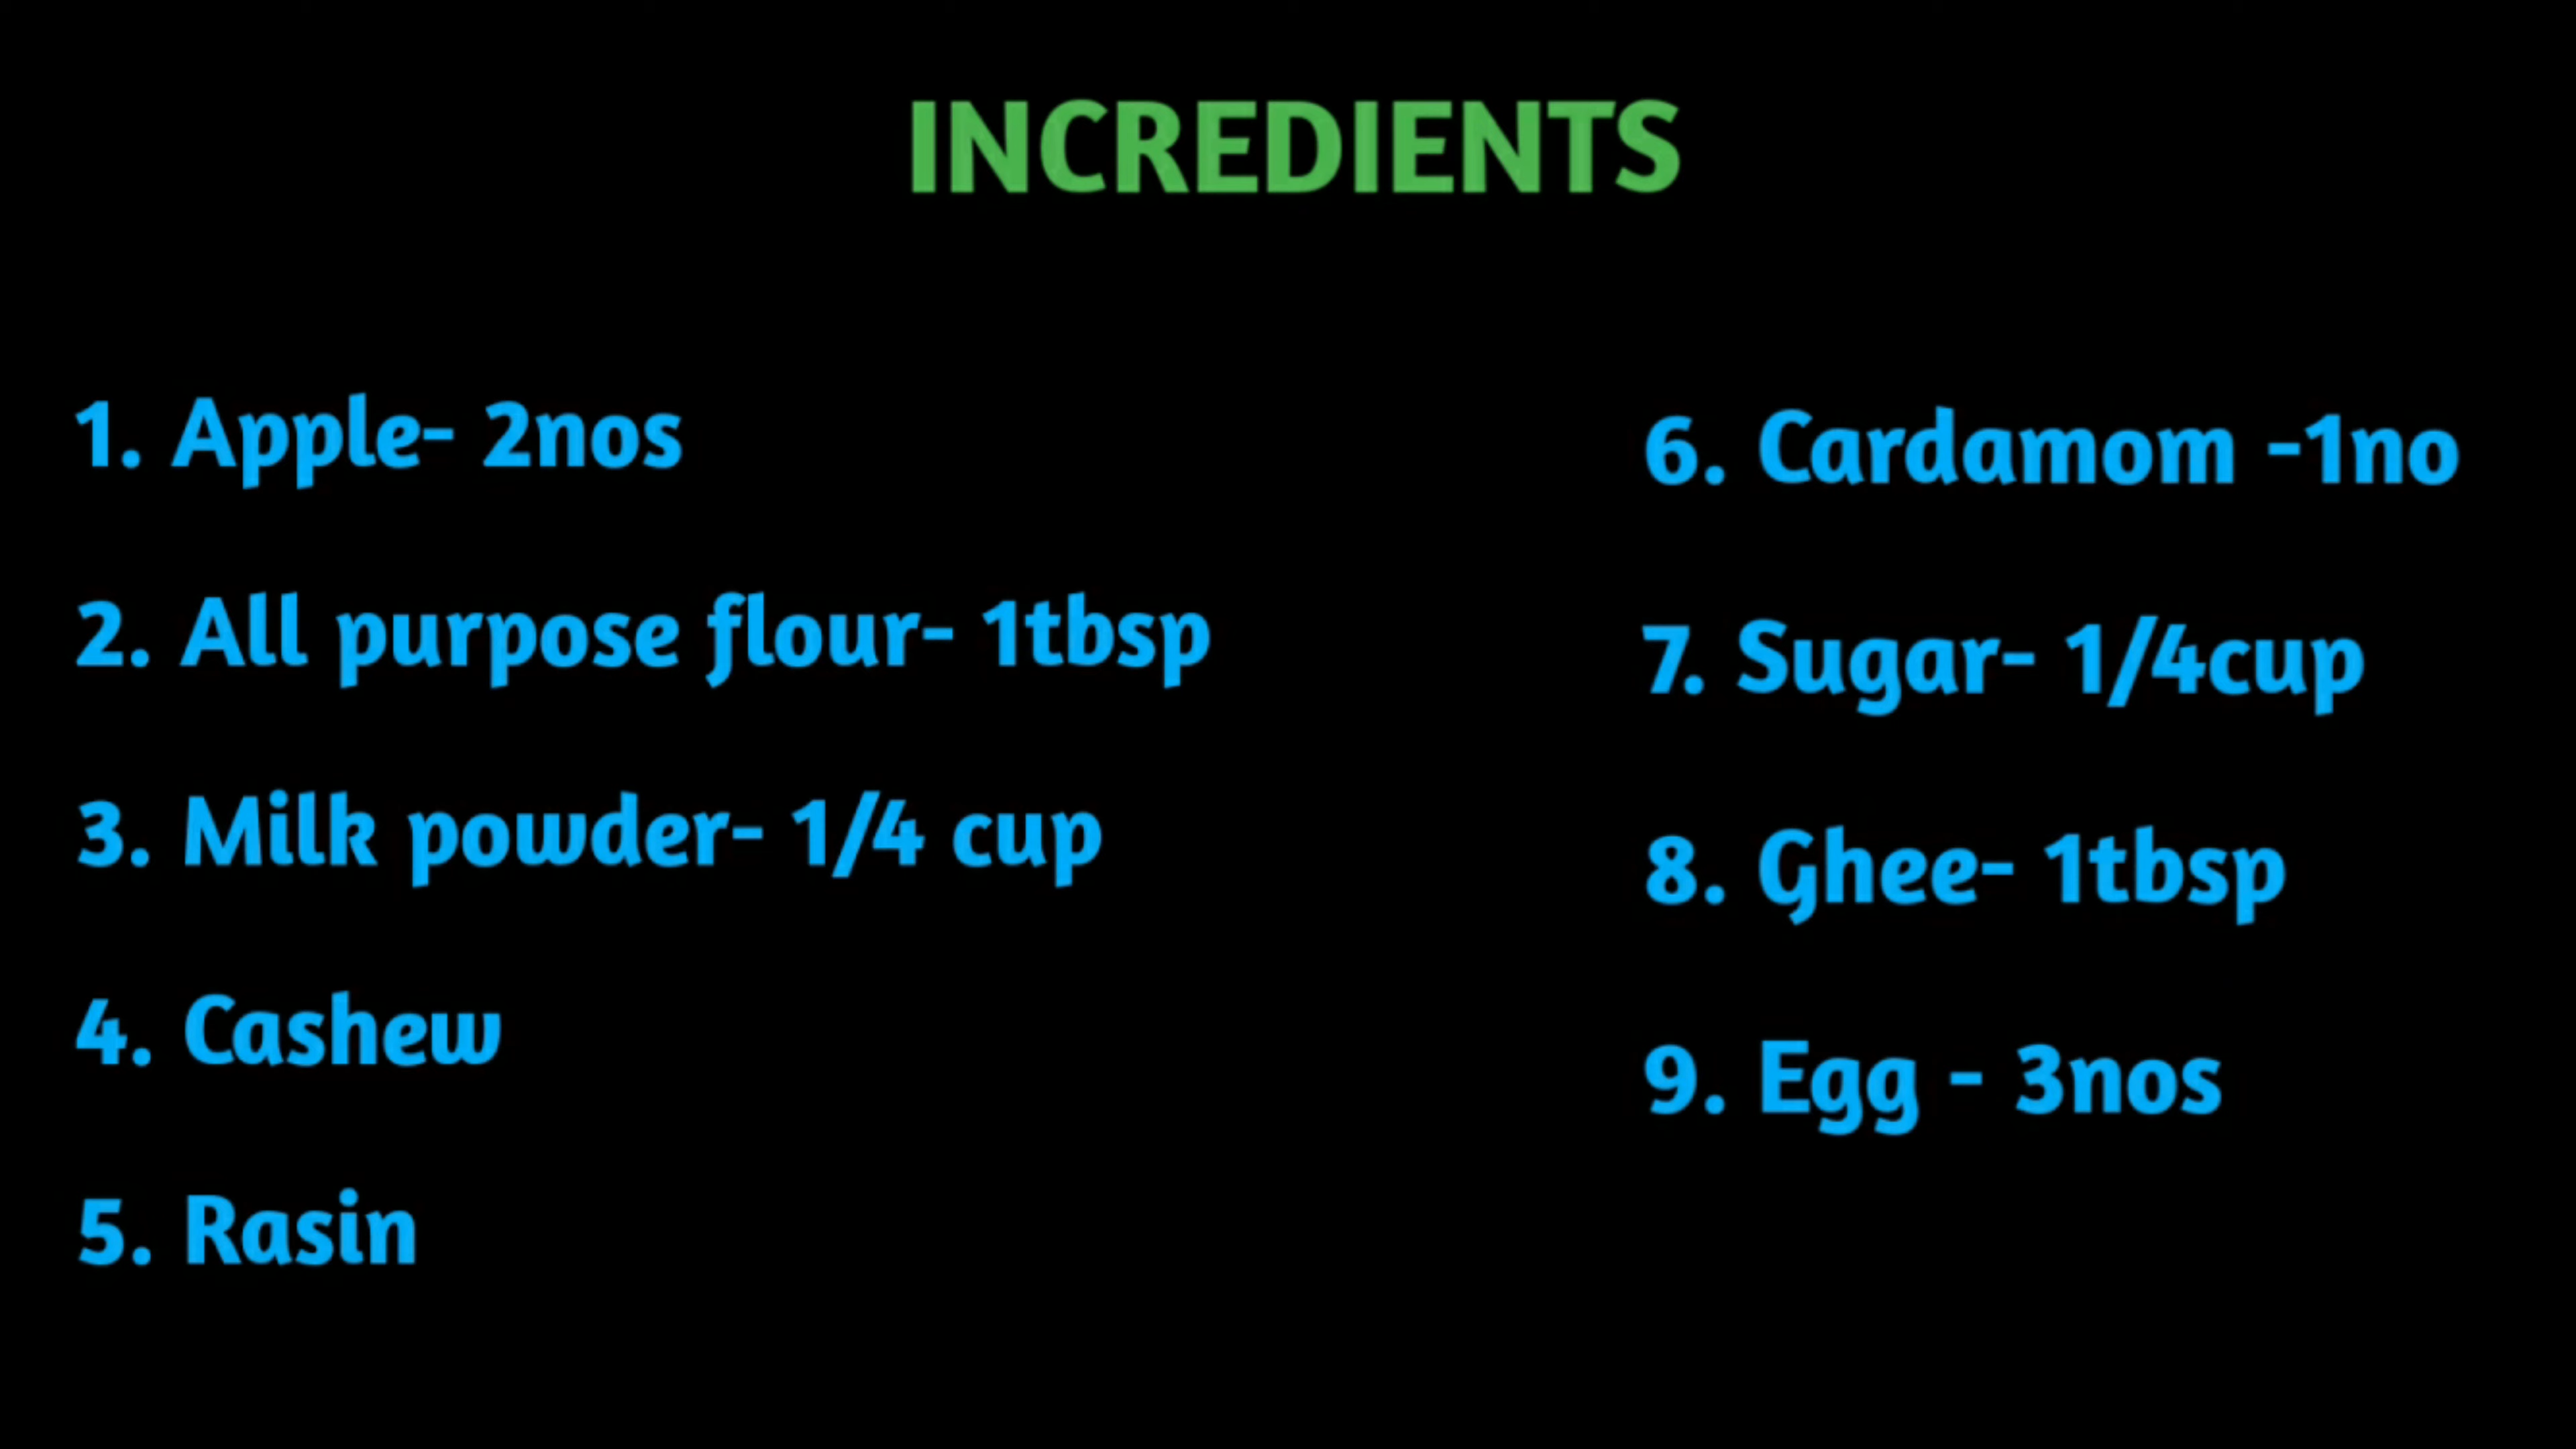 INCREDIENTS
1. Apple- 2nos
2. All purpose flour- 1tbsp
3. Milk powder- 1/4 cup
4. Cashew
5. Rasin
6. Cardamom -1no
7. Sugar- 1/4cup
8. Ghee- 1tbsp
9. Egg - 3nos